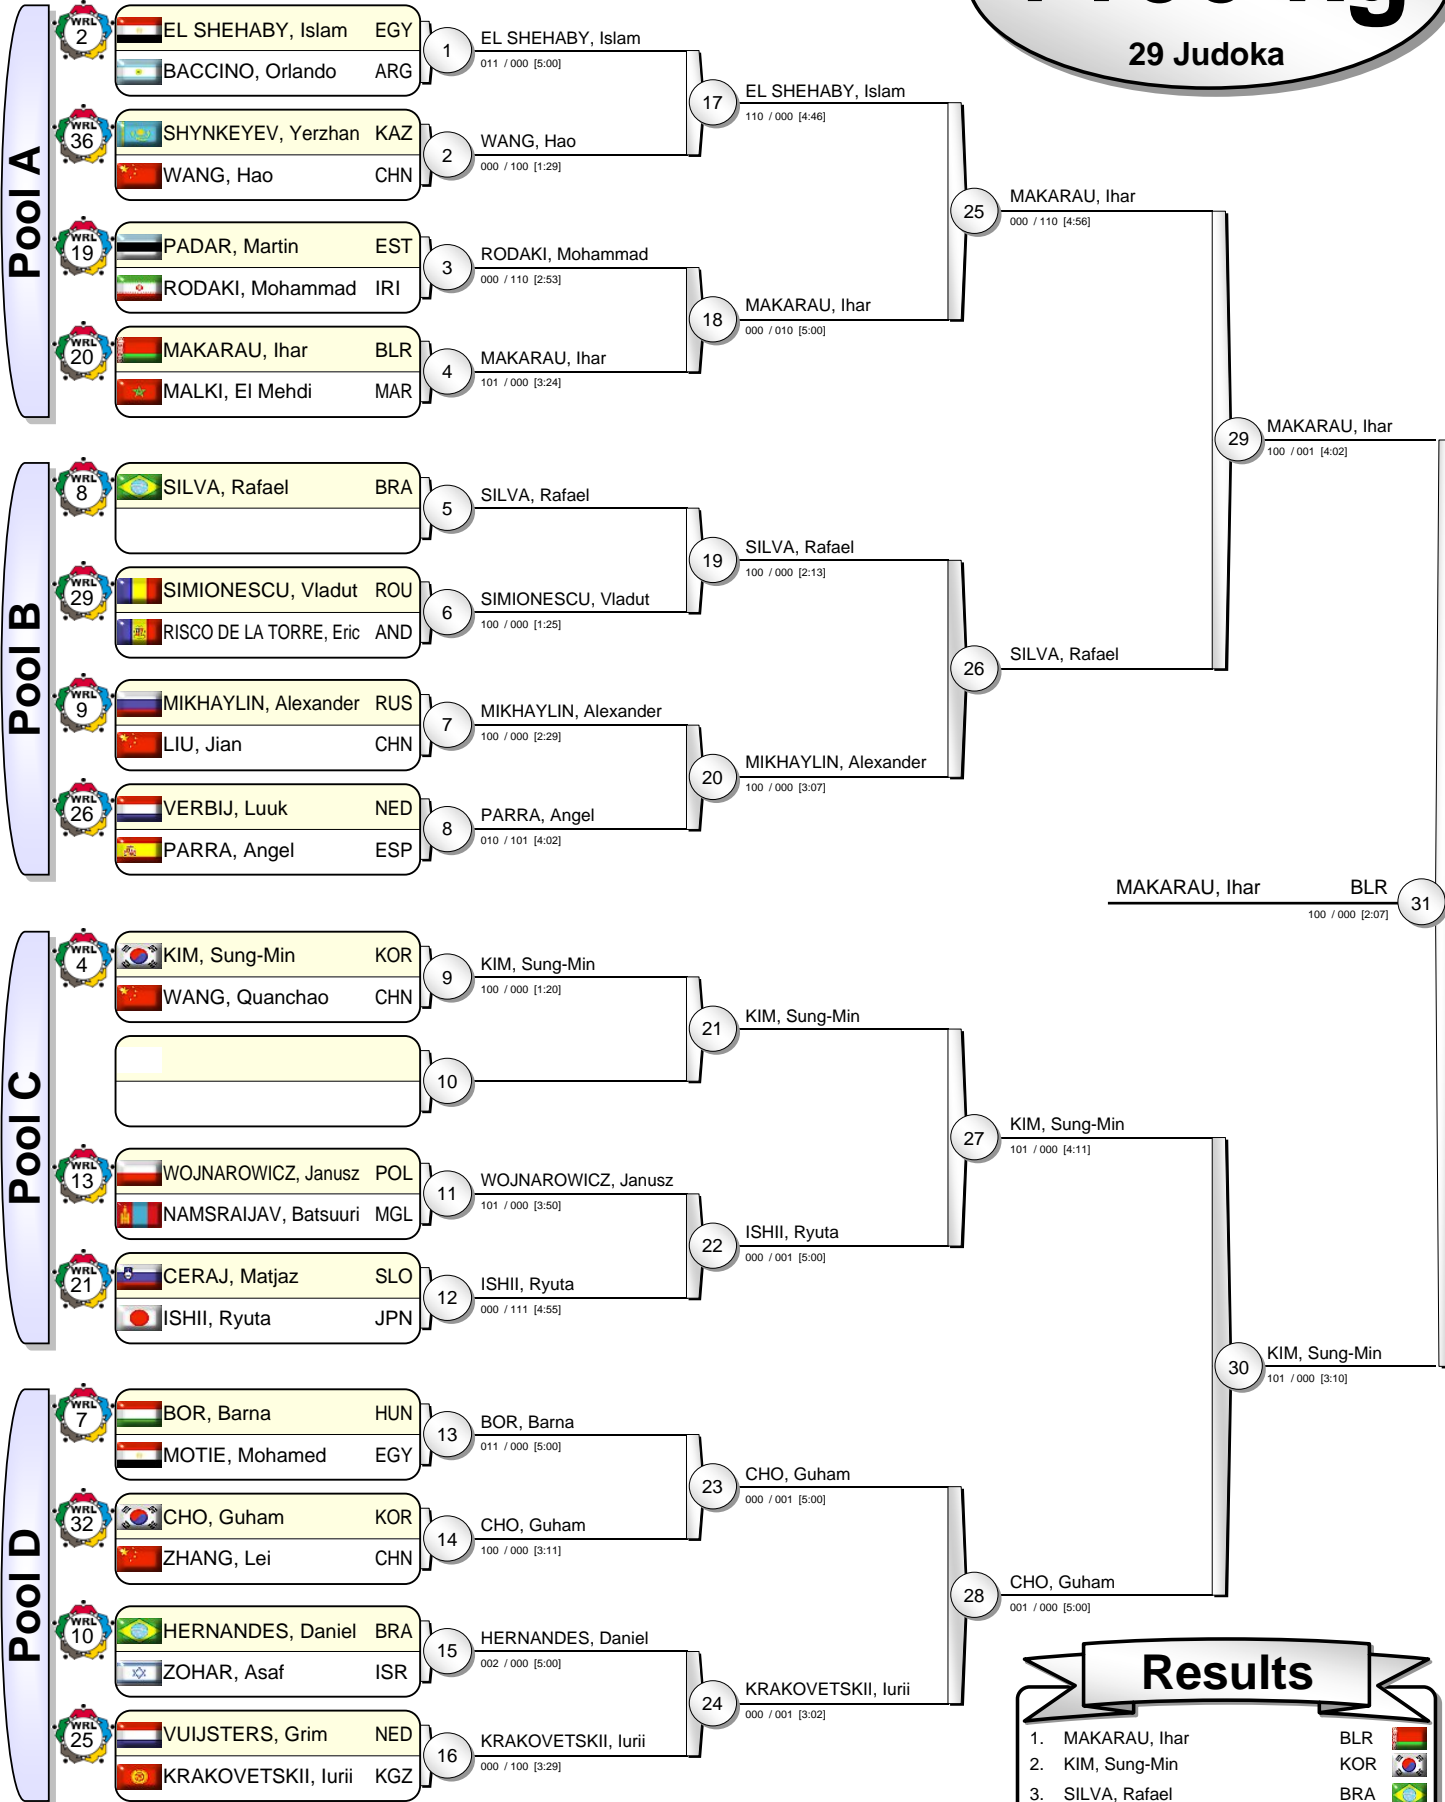 29 Judoka
Pool A
WRL 2
EL SHEHABY, Islam EGY
BACCINO, Orlando ARG
1
EL SHEHABY, Islam
011 / 000 [5:00]
WRL 36
SHYNKEYEV, Yerzhan KAZ
WANG, Hao CHN
2
WANG, Hao
000 / 100 [1:29]
17
EL SHEHABY, Islam
110 / 000 [4:46]
WRL 19
PADAR, Martin EST
RODAKI, Mohammad IRI
3
RODAKI, Mohammad
000 / 110 [2:53]
WRL 20
MAKARAU, Ihar BLR
MALKI, El Mehdi MAR
4
MAKARAU, Ihar
101 / 000 [3:24]
18
MAKARAU, Ihar
000 / 010 [5:00]
25
MAKARAU, Ihar
000 / 110 [4:56]
Pool B
WRL 8
SILVA, Rafael BRA
5
SILVA, Rafael
WRL 29
SIMIONESCU, Vladut ROU
RISCO DE LA TORRE, Eric AND
6
SIMIONESCU, Vladut
100 / 000 [1:25]
19
SILVA, Rafael
100 / 000 [2:13]
WRL 9
MIKHAYLIN, Alexander RUS
LIU, Jian CHN
7
MIKHAYLIN, Alexander
100 / 000 [2:29]
WRL 26
VERBIJ, Luuk NED
PARRA, Angel ESP
8
PARRA, Angel
010 / 101 [4:02]
20
MIKHAYLIN, Alexander
100 / 000 [3:07]
26
SILVA, Rafael
29
MAKARAU, Ihar
100 / 001 [4:02]
MAKARAU, Ihar BLR
100 / 000 [2:07]
31
Pool C
WRL 4
KIM, Sung-Min KOR
WANG, Quanchao CHN
9
KIM, Sung-Min
100 / 000 [1:20]
10
21
KIM, Sung-Min
WRL 13
WOJNAROWICZ, Janusz POL
NAMSRAIJAV, Batsuuri MGL
11
WOJNAROWICZ, Janusz
101 / 000 [3:50]
WRL 21
CERAJ, Matjaz SLO
ISHII, Ryuta JPN
12
ISHII, Ryuta
000 / 111 [4:55]
22
ISHII, Ryuta
000 / 001 [5:00]
27
KIM, Sung-Min
101 / 000 [4:11]
Pool D
WRL 7
BOR, Barna HUN
MOTIE, Mohamed EGY
13
BOR, Barna
011 / 000 [5:00]
WRL 32
CHO, Guham KOR
ZHANG, Lei CHN
14
CHO, Guham
100 / 000 [3:11]
23
CHO, Guham
000 / 001 [5:00]
WRL 10
HERNANDES, Daniel BRA
ZOHAR, Asaf ISR
15
HERNANDES, Daniel
002 / 000 [5:00]
WRL 25
VUIJSTERS, Grim NED
KRAKOVETSKII, Iurii KGZ
16
KRAKOVETSKII, Iurii
000 / 100 [3:29]
24
KRAKOVETSKII, Iurii
000 / 001 [3:02]
28
CHO, Guham
001 / 000 [5:00]
30
KIM, Sung-Min
101 / 000 [3:10]
Results
1. MAKARAU, Ihar BLR
2. KIM, Sung-Min KOR
3. SILVA, Rafael BRA